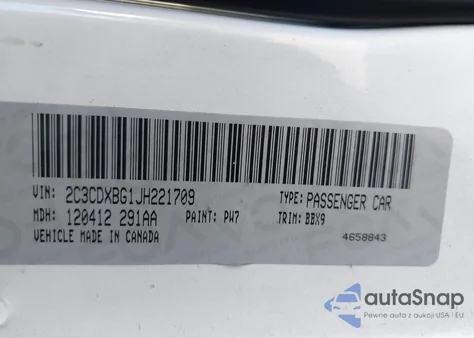 VIN: 2C3CDXBG1JH221709 TYPE: PASSENGER CAR
MDH: 120412 291AA PAINT: PW7 TRIM: BBX9
VEHICLE MADE IN CANADA 4658843
autoSnap
Pewne auta z aukcji USA i EU